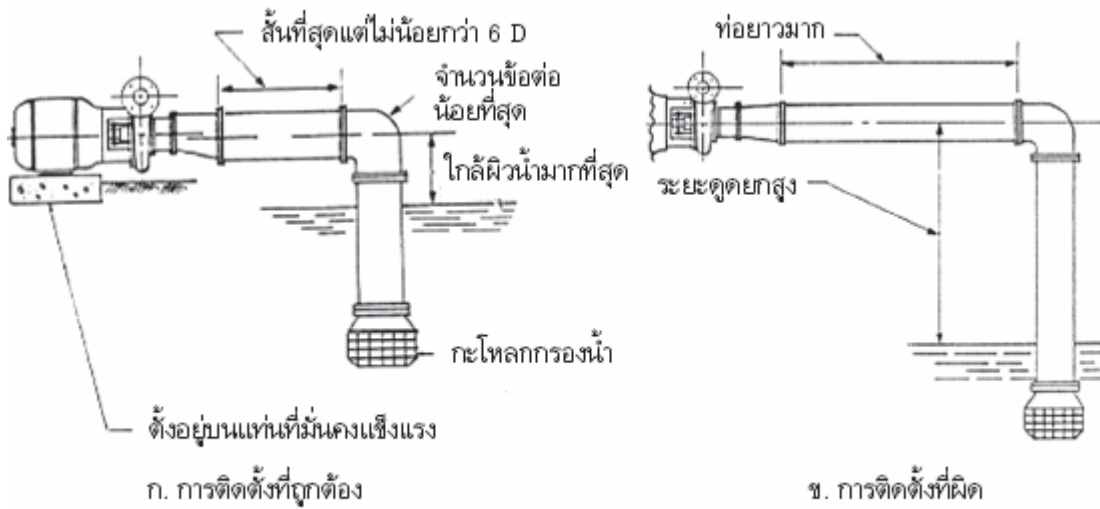 สั้นที่สุดแต่ไม่น้อยกว่า 6 D
จำนวนข้อต่อ
น้อยที่สุด
ใกล้ผิวน้ำมากที่สุด
กะโหลกกรองน้ำ
ตั้งอยู่บนแท่นที่มั่นคงแข็งแรง
ก. การติดตั้งที่ถูกต้อง
ท่อยาวมาก
ระยะดูดยกสูง
ข. การติดตั้งที่ผิด